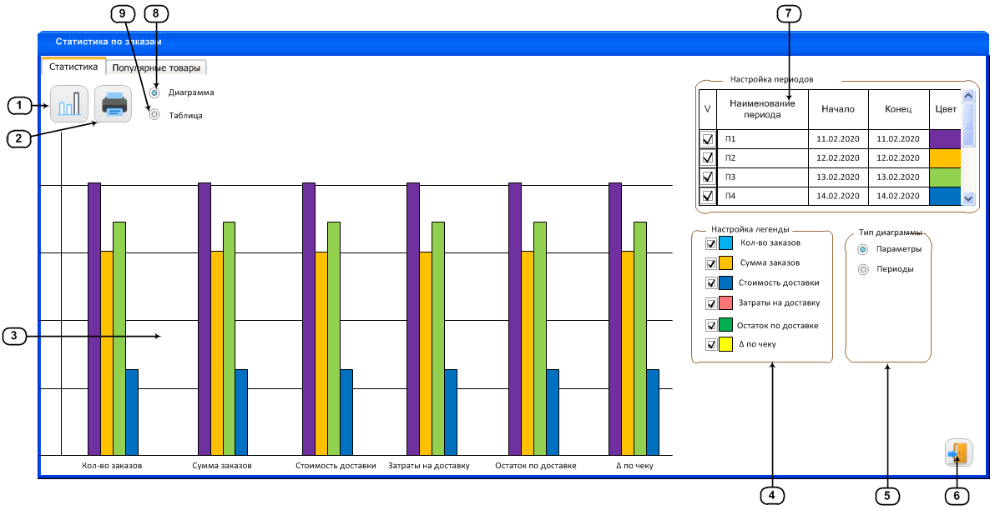 9 8 7
Статистика по заказам
Статистика Популярные товары
1
2
Диаграмма
Таблица
Настройка периодов
V Наименование периода Начало Конец Цвет
П1 11.02.2020 11.02.2020
П2 12.02.2020 12.02.2020
П3 13.02.2020 13.02.2020
П4 14.02.2020 14.02.2020
Настройка легенды
Кол-во заказов
Сумма заказов
Стоимость доставки
Затраты на доставку
Остаток по доставке
Δ по чеку
Тип диаграммы
Параметры
Периоды
3
Кол-во заказов Сумма заказов Стоимость доставки Затраты на доставку Остаток по доставке Δ по чеку
4 5 6